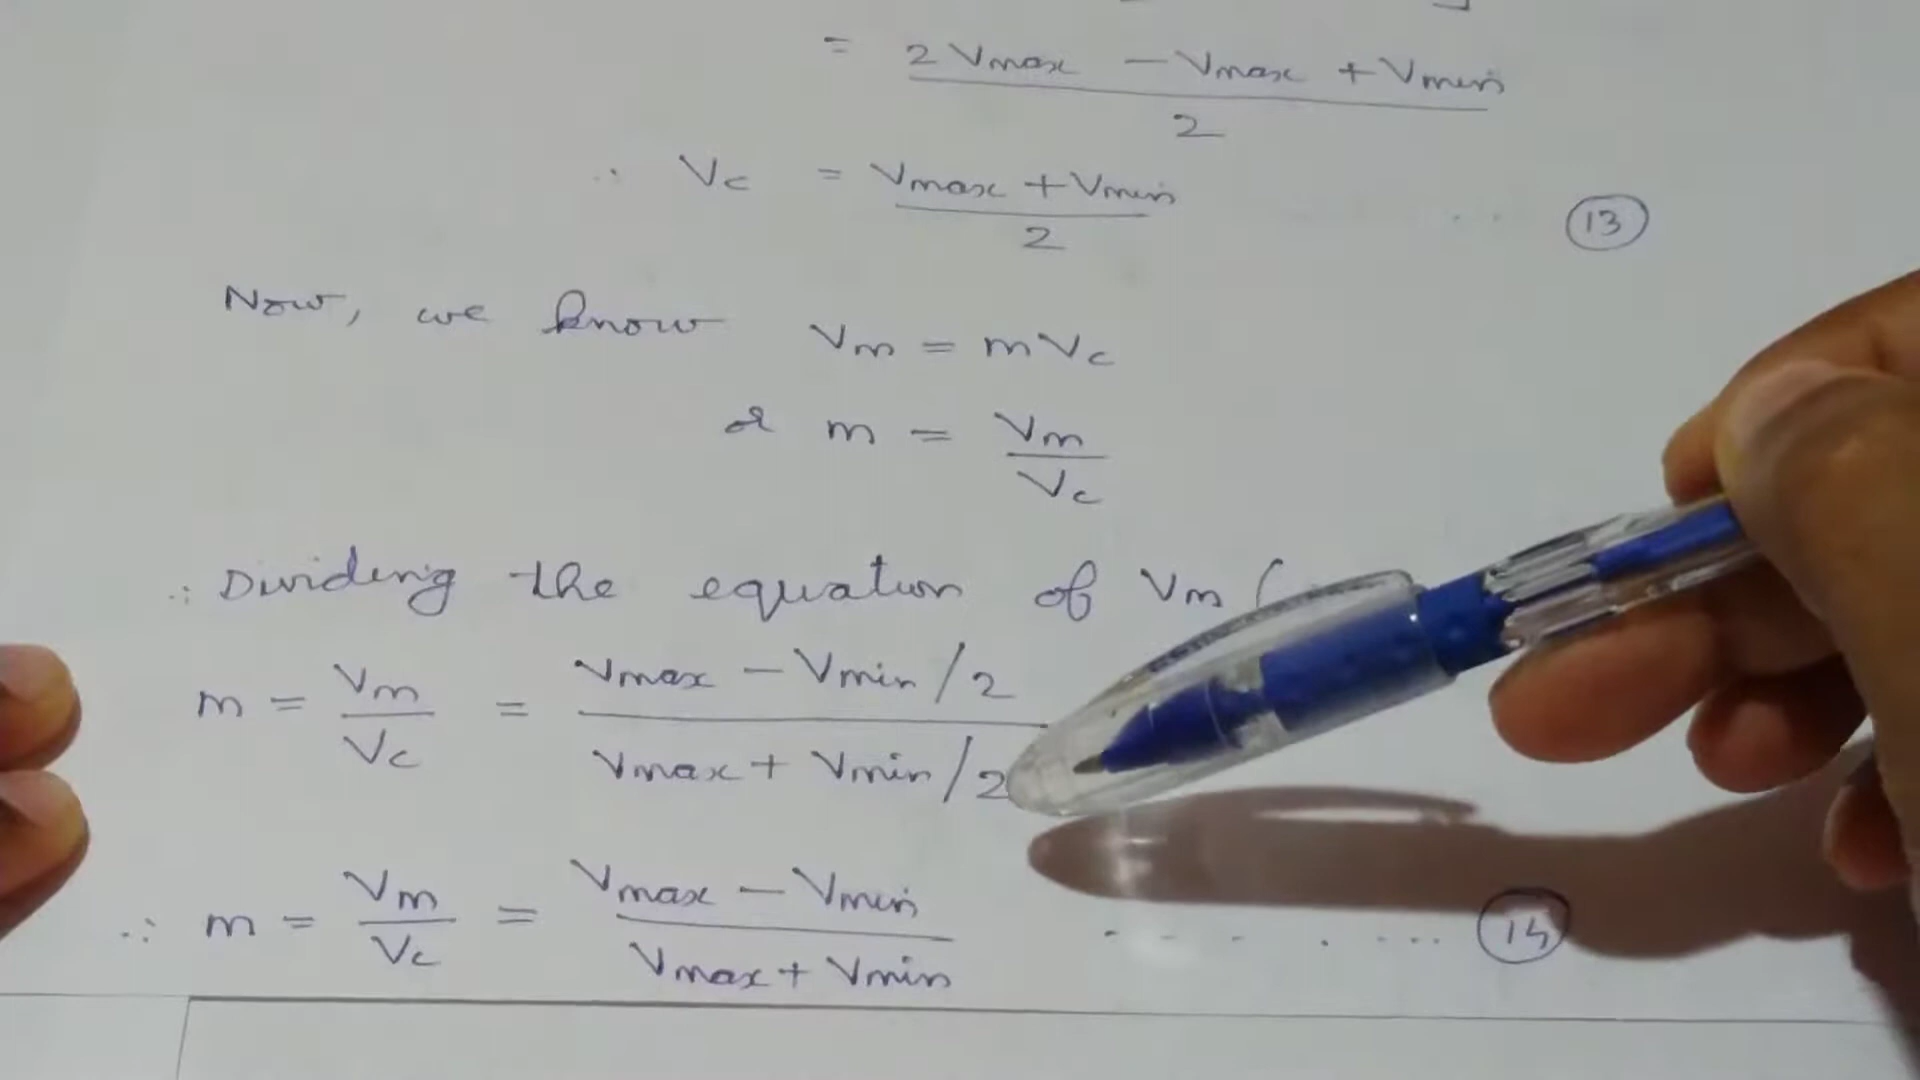 = 2 Vmax - Vmax + Vmin / 2
∴ Vc = Vmax + Vmin / 2 ... 13
Now, we know Vm = mVc
or m = Vm / Vc
∴ Dividing the equation of Vm (
m = Vm / Vc = Vmax - Vmin/2 / Vmax + Vmin/2
∴ m = Vm / Vc = Vmax - Vmin / Vmax + Vmin ....... 14